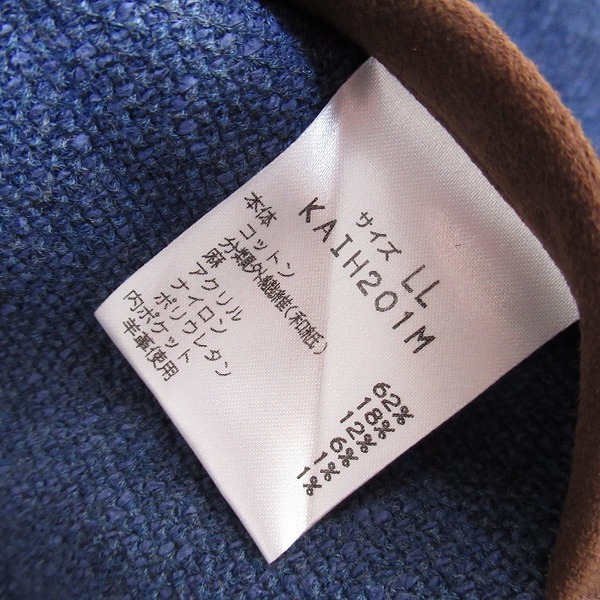 サイズ LL
KAIH201M
本体
コットン 62%
分類外繊維(和紙) 18%
麻 12%
アクリル 6%
ナイロン 1%
ポリウレタン 1%
内ポケット
羊革使用